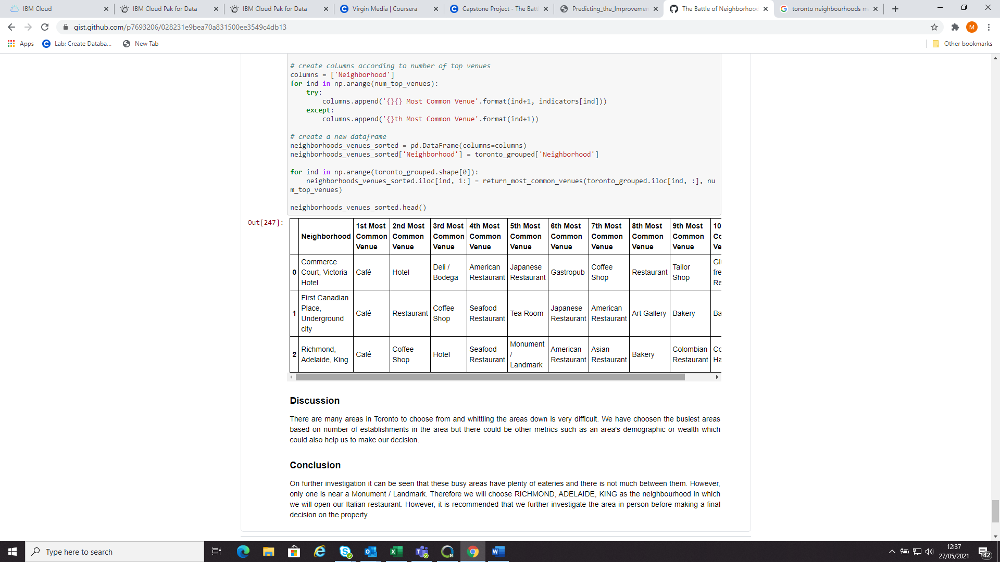 IBM Cloud
IBM Cloud Pak for Data
IBM Cloud Pak for Data
Virgin Media | Coursera
Capstone Project - The Batt
Predicting_the_Improvemen
The Battle of Neighborhoo
toronto neighbourhoods m
gist.github.com/p7693206/028231e9bea70a831500ee3549c4db13
M
Apps
Lab: Create Databa...
New Tab
Other bookmarks
# create columns according to number of top venues
columns = ['Neighborhood']
for ind in np.arange(num_top_venues):
    try:
        columns.append('{}{} Most Common Venue'.format(ind+1, indicators[ind]))
    except:
        columns.append('{}th Most Common Venue'.format(ind+1))
# create a new dataframe
neighborhoods_venues_sorted = pd.DataFrame(columns=columns)
neighborhoods_venues_sorted['Neighborhood'] = toronto_grouped['Neighborhood']
for ind in np.arange(toronto_grouped.shape[0]):
    neighborhoods_venues_sorted.iloc[ind, 1:] = return_most_common_venues(toronto_grouped.iloc[ind, :], nu
m_top_venues)
neighborhoods_venues_sorted.head()
Out[247]:
Neighborhood
1st Most
Common
Venue
2nd Most
Common
Venue
3rd Most
Common
Venue
4th Most
Common
Venue
5th Most
Common
Venue
6th Most
Common
Venue
7th Most
Common
Venue
8th Most
Common
Venue
9th Most
Common
Venue
10
Co
Ve
0
Commerce
Court, Victoria
Hotel
Café
Hotel
Deli /
Bodega
American
Restaurant
Japanese
Restaurant
Gastropub
Coffee
Shop
Restaurant
Tailor
Shop
Glu
fre
Re
1
First Canadian
Place,
Underground
city
Café
Restaurant
Coffee
Shop
Seafood
Restaurant
Tea Room
Japanese
Restaurant
American
Restaurant
Art Gallery
Bakery
Ba
2
Richmond,
Adelaide, King
Café
Coffee
Shop
Hotel
Seafood
Restaurant
Monument
/
Landmark
American
Restaurant
Asian
Restaurant
Bakery
Colombian
Restaurant
Co
Ha
Discussion
There are many areas in Toronto to choose from and whittling the areas down is very difficult. We have choosen the busiest areas
based on number of establishments in the area but there could be other metrics such as an area's demographic or wealth which
could also help us to make our decision.
Conclusion
On further investigation it can be seen that these busy areas have plenty of eateries and there is not much between them. However,
only one is near a Monument / Landmark. Therefore we will choose RICHMOND, ADELAIDE, KING as the neighbourhood in which
we will open our Italian restaurant. However, it is recommended that we further investigate the area in person before making a final
decision on the property.
Type here to search
12:37
27/05/2021
42